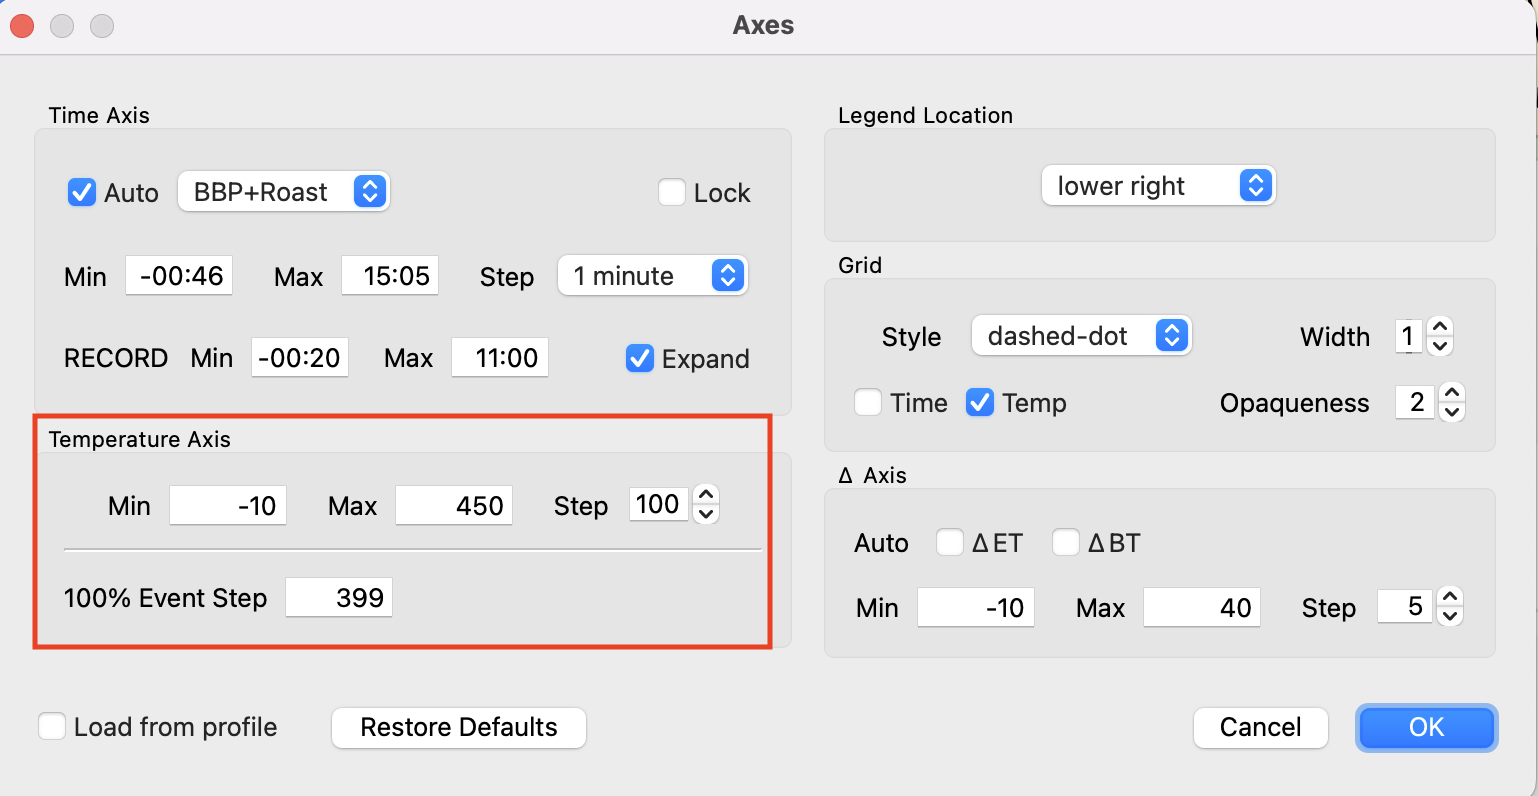 Axes
Time Axis
Auto BBP+Roast Lock
Min -00:46 Max 15:05 Step 1 minute
RECORD Min -00:20 Max 11:00 Expand
Temperature Axis
Min -10 Max 450 Step 100
100% Event Step 399
Legend Location
lower right
Grid
Style dashed-dot Width 1
Time Temp Opaqueness 2
Δ Axis
Auto Δ ET Δ BT
Min -10 Max 40 Step 5
Load from profile Restore Defaults Cancel OK